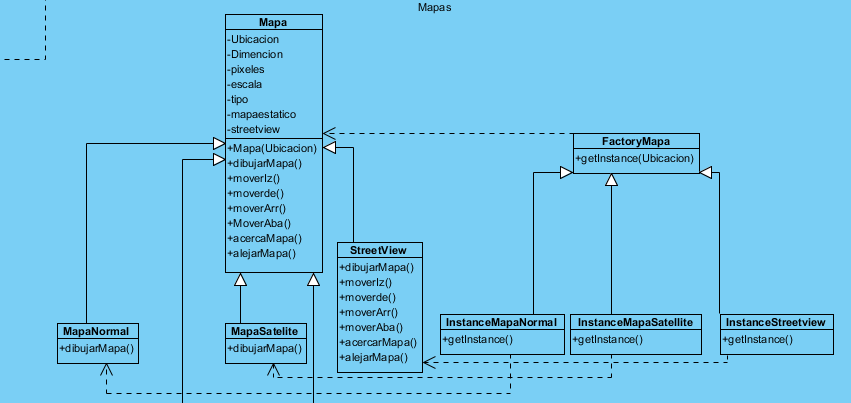 Mapas
Mapa
-Ubicacion
-Dimencion
-pixeles
-escala
-tipo
-mapaestatico
-streetview
+Mapa(Ubicacion)
+dibujarMapa()
+moverIz()
+moverde()
+moverArr()
+MoverAba()
+acercaMapa()
+alejarMapa()
FactoryMapa
+getInstance(Ubicacion)
StreetView
+dibujarMapa()
+moverIz()
+moverde()
+moverArr()
+moverAba()
+acercarMapa()
+alejarMapa()
MapaNormal
+dibujarMapa()
MapaSatelite
+dibujarMapa()
InstanceMapaNormal
+getInstance()
InstanceMapaSatellite
+getInstance()
InstanceStreetview
+getInstance()